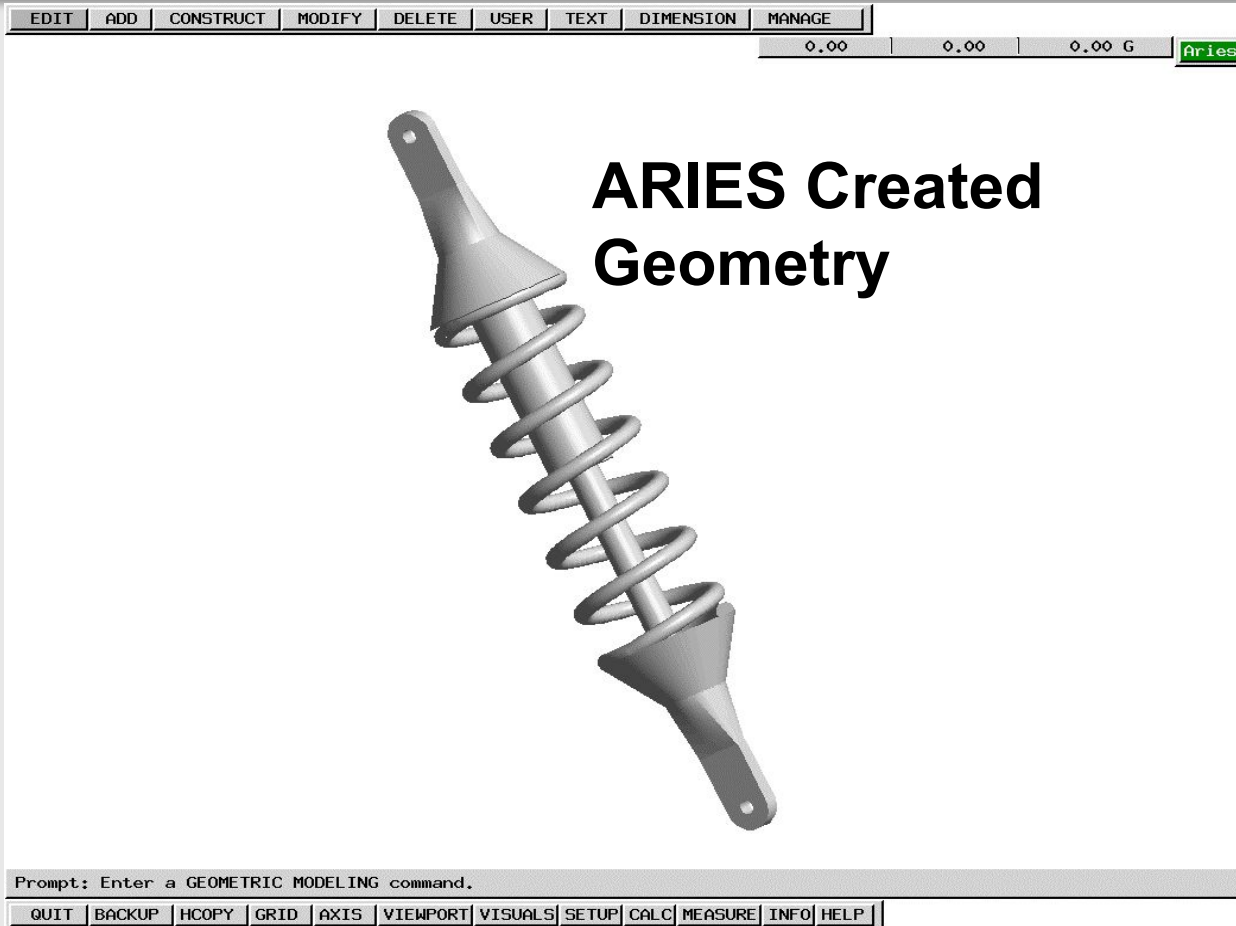 EDIT ADD CONSTRUCT MODIFY DELETE USER TEXT DIMENSION MANAGE
0.00 0.00 0.00 G Aries
ARIES Created
Geometry
Prompt: Enter a GEOMETRIC MODELING command.
QUIT BACKUP HCOPY GRID AXIS VIEWPORT VISUALS SETUP CALC MEASURE INFO HELP